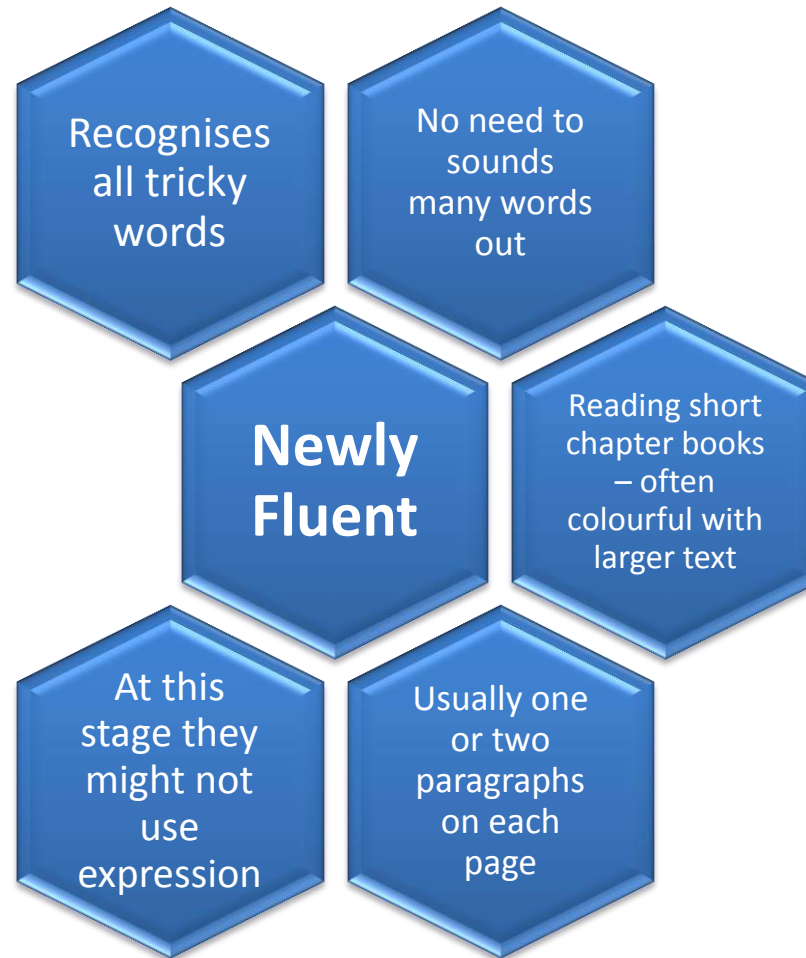 Recognises
all tricky
words
No need to
sounds
many words
out
Newly
Fluent
Reading short
chapter books
– often
colourful with
larger text
At this
stage they
might not
use
expression
Usually one
or two
paragraphs
on each
page